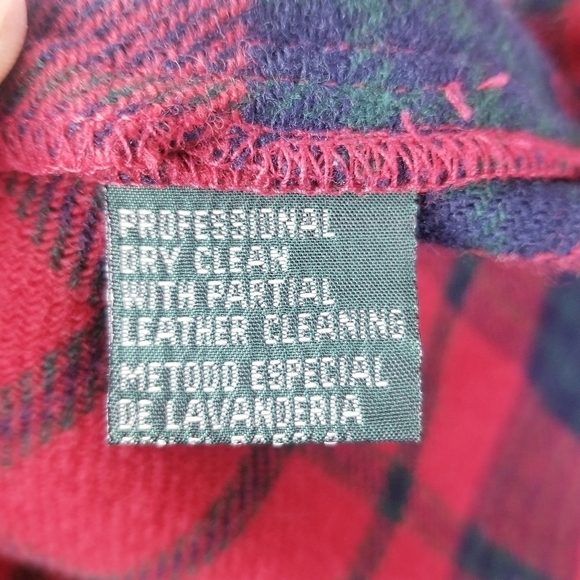 PROFESSIONAL
DRY CLEAN
WITH PARTIAL
LEATHER CLEANING
METODO ESPECIAL
DE LAVANDERIA